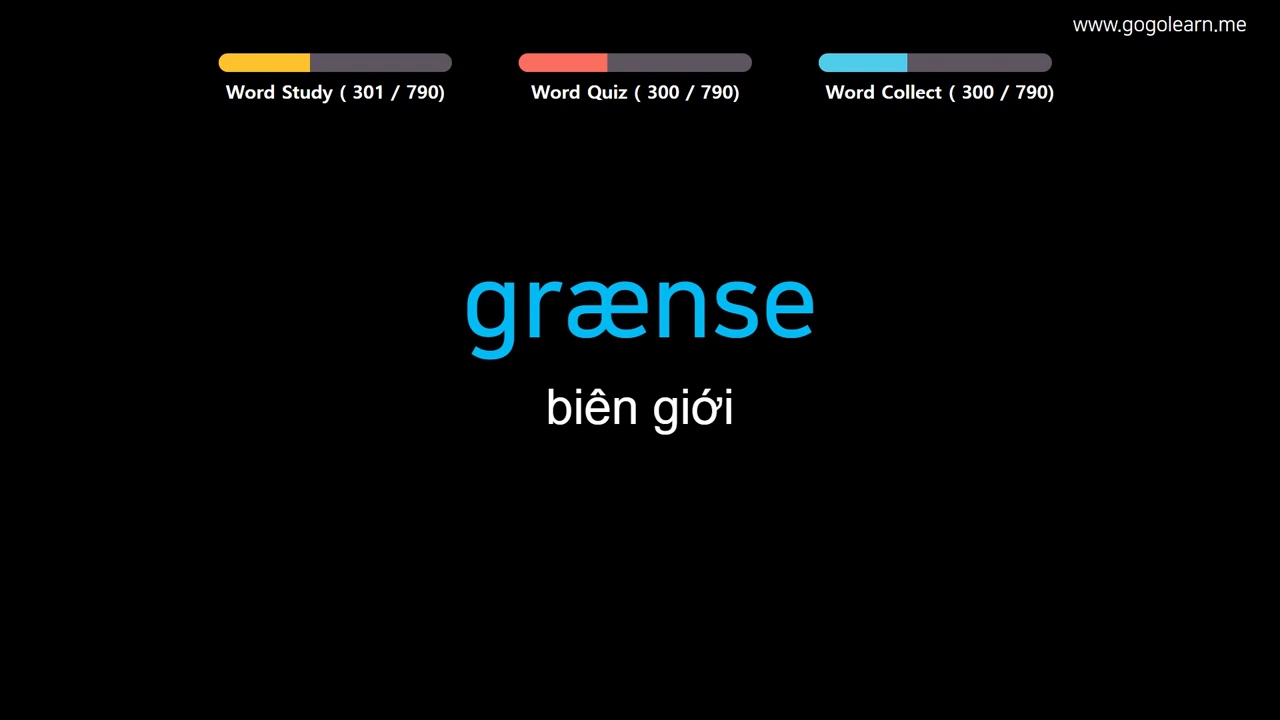 www.gogolearn.me
Word Study ( 301 / 790)
Word Quiz ( 300 / 790)
Word Collect ( 300 / 790)
grænse
biên giới